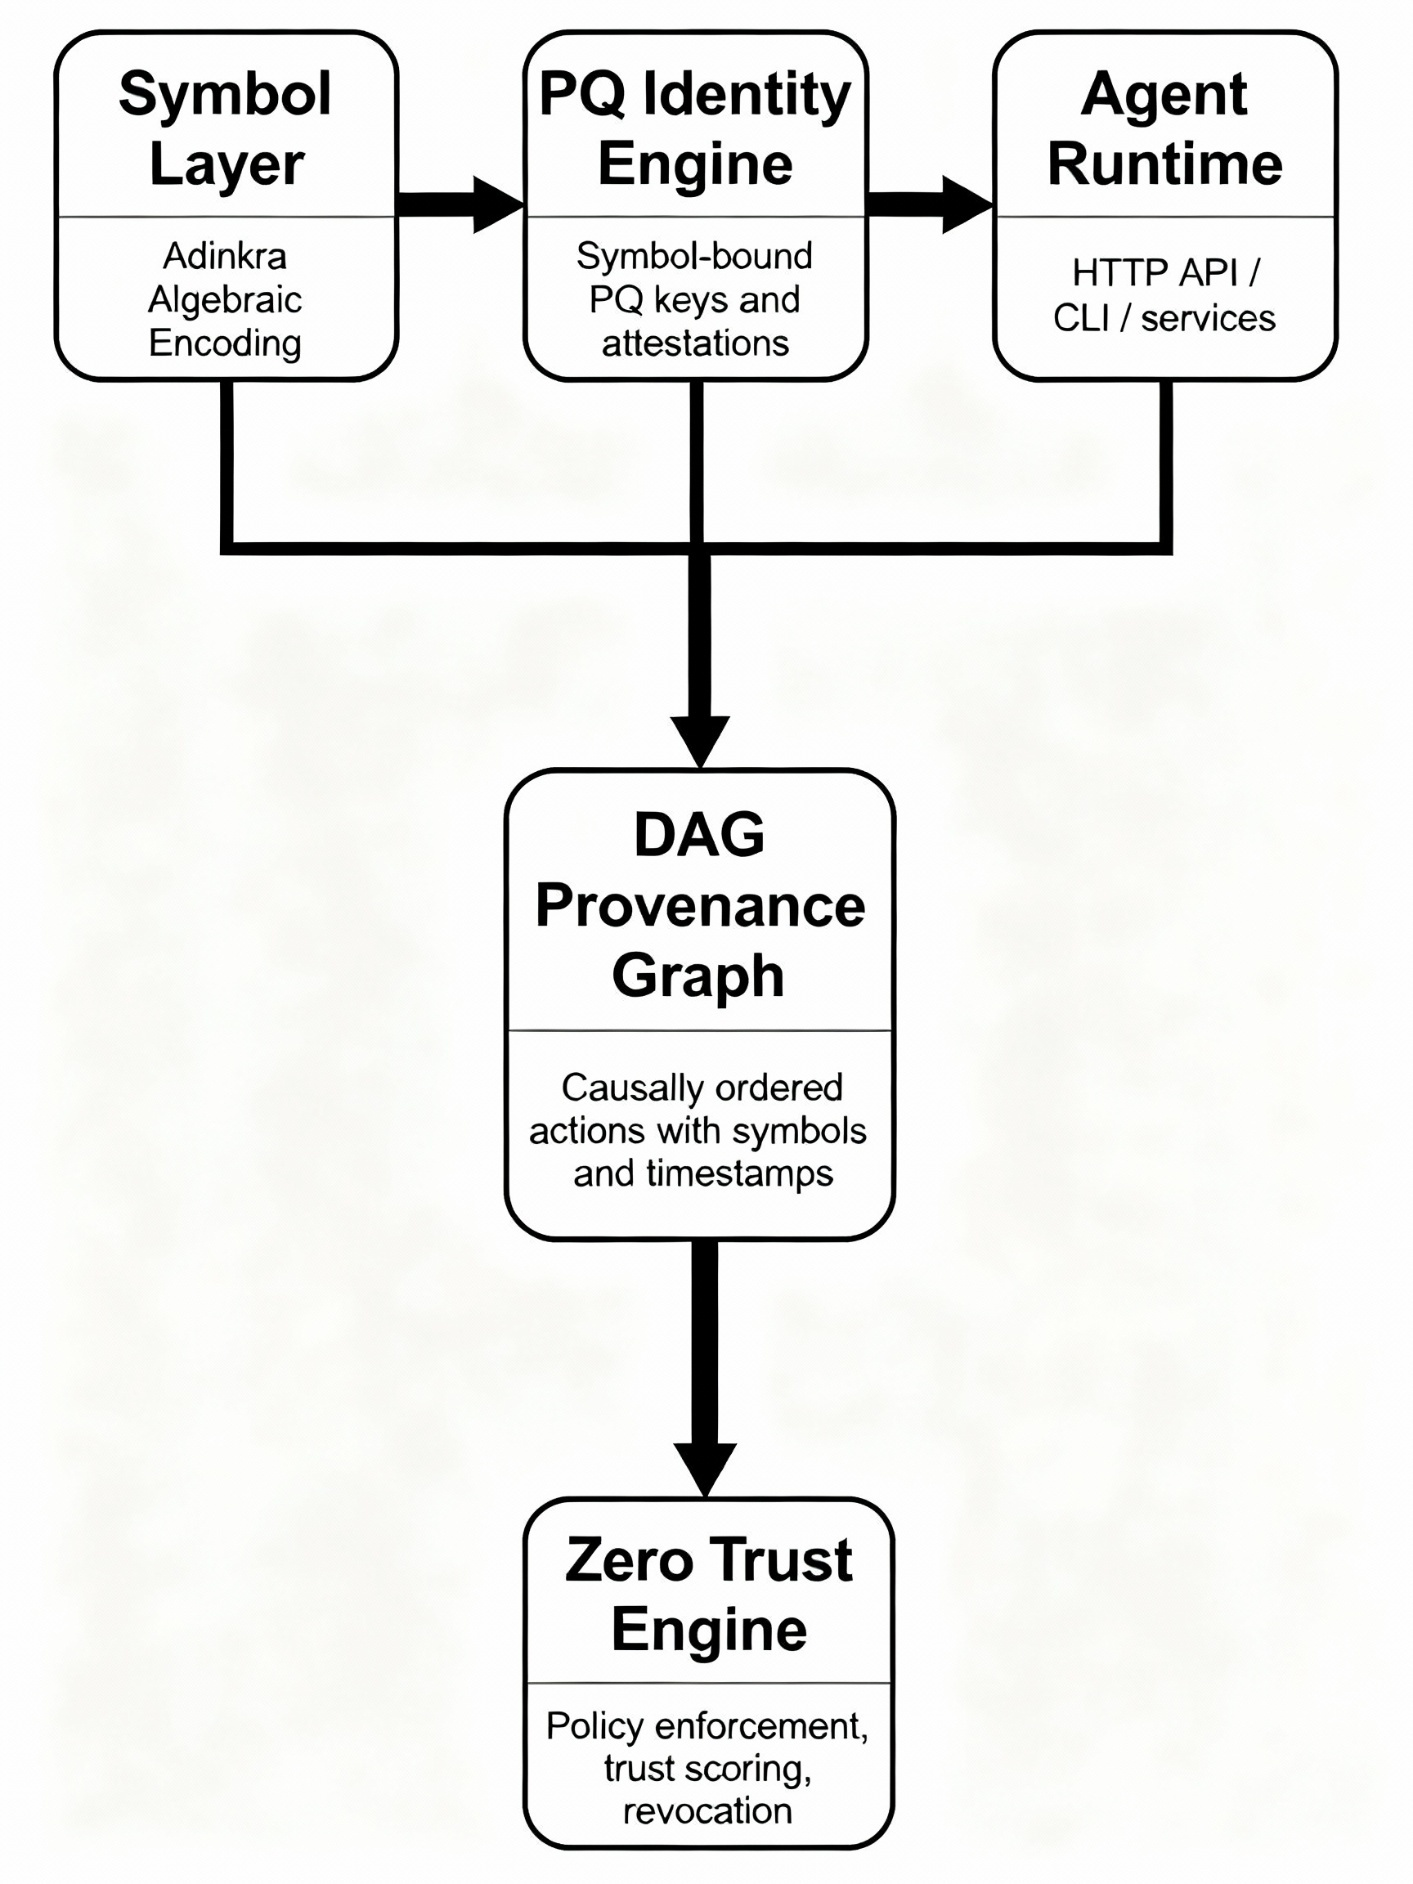 Symbol
Layer
Adinkra
Algebraic
Encoding
PQ Identity
Engine
Symbol-bound
PQ keys and
attestations
Agent
Runtime
HTTP API /
CLI / services
DAG
Provenance
Graph
Causally ordered
actions with symbols
and timestamps
Zero Trust
Engine
Policy enforcement,
trust scoring,
revocation